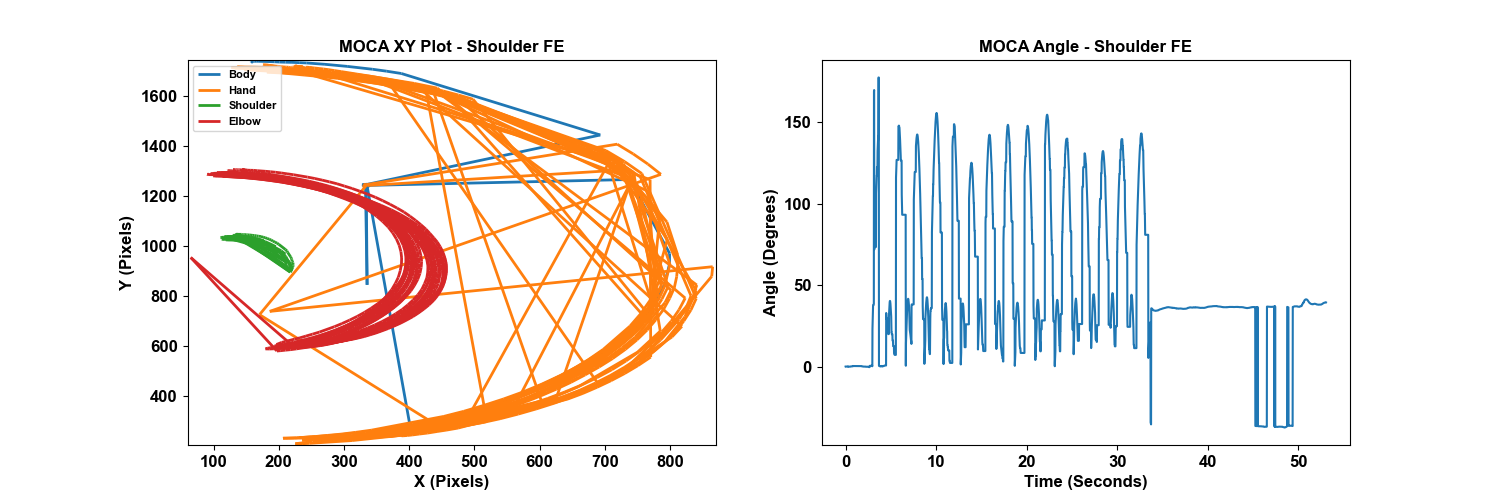 MOCA XY Plot - Shoulder FE
Body
Hand
Shoulder
Elbow
1600
1400
1200
1000
800
600
400
Y (Pixels)
100 200 300 400 500 600 700 800
X (Pixels)
MOCA Angle - Shoulder FE
150
100
50
0
Angle (Degrees)
0 10 20 30 40 50
Time (Seconds)